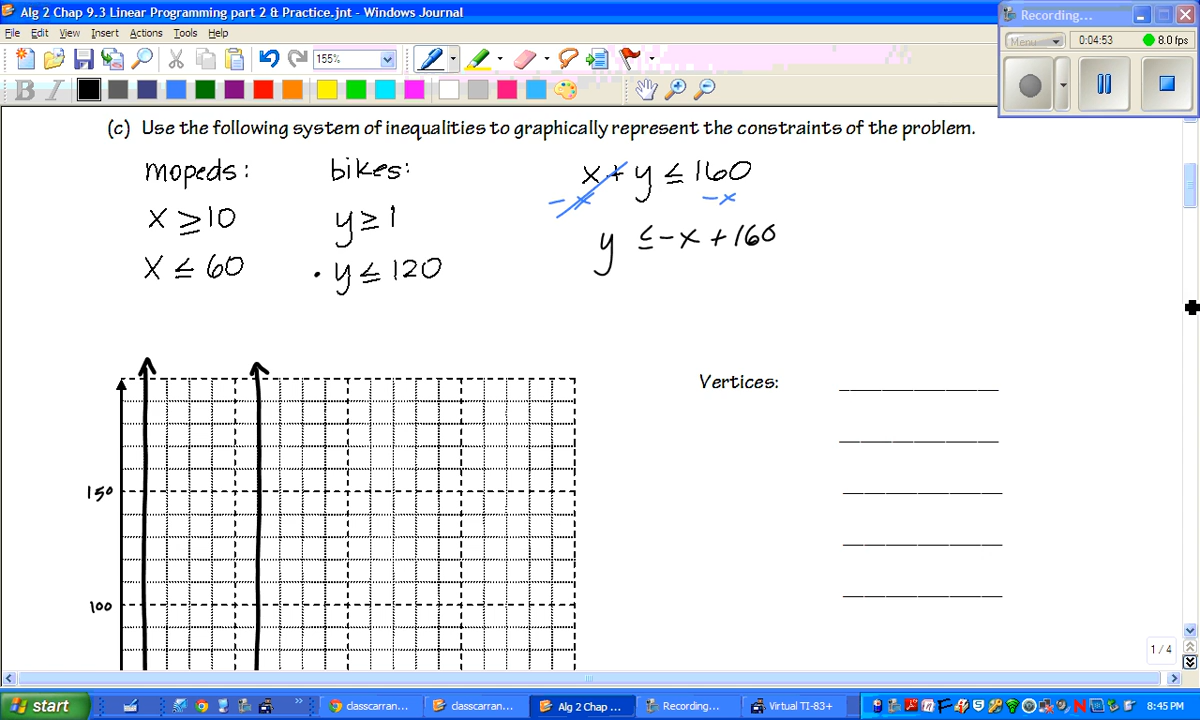 Alg 2 Chap 9.3 Linear Programming part 2 & Practice.jnt - Windows Journal
File Edit View Insert Actions Tools Help
155%
B I
Recording...
Menu 0:04:53 8.0 fps
(c) Use the following system of inequalities to graphically represent the constraints of the problem.
mopeds: bikes: x + y ≤ 160
-x -x
x ≥ 10 y ≥ 1 y ≤ -x + 160
x ≤ 60 . y ≤ 120
Vertices:
150
100
1 / 4
start classcarran... classcarran... Alg 2 Chap ... Recording... Virtual TI-83+ 8:45 PM